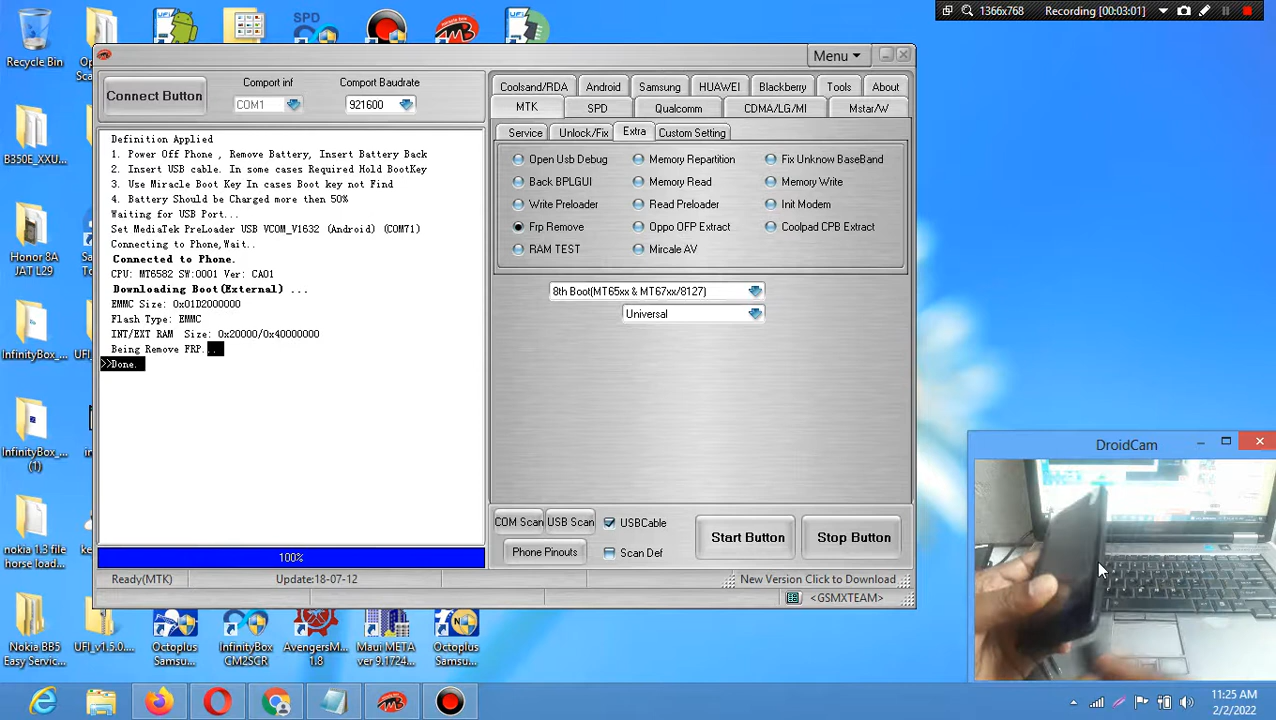 1366x768
Recording [00:03:01]
SPD
Recycle Bin
B350E_XXU...
Honor 8A
JAT L29
InfinityBox_...
InfinityBox_...
(1)
nokia 1.3 file
horse load...
Nokia BB5
Easy Servic...
UFI_v1.5.0....
Octoplus
Samsu...
InfinityBox
CM2SCR
AvengersM...
1.8
Maui META
ver 9.1724...
Octoplus
Samsu...
Menu
Connect Button
Comport inf
Comport Baudrate
COM1
921600
Coolsand/RDA
Android
Samsung
HUAWEI
Blackberry
Tools
About
MTK
SPD
Qualcomm
CDMA/LG/MI
Mstar/W
Service
Unlock/Fix
Extra
Custom Setting
Open Usb Debug
Memory Repartition
Fix Unknow BaseBand
Back BPLGUI
Memory Read
Memory Write
Write Preloader
Read Preloader
Init Modem
Frp Remove
Oppo OFP Extract
Coolpad CPB Extract
RAM TEST
Mircale AV
8th Boot(MT65xx & MT67xx/8127)
Universal
Definition Applied
1. Power Off Phone , Remove Battery, Insert Battery Back
2. Insert USB cable. In some cases Required Hold BootKey
3. Use Miracle Boot Key In cases Boot key not Find
4. Battery Should be Charged more then 50%
Waiting for USB Port...
Set MediaTek PreLoader USB VCOM_V1632 (Android) (COM71)
Connecting to Phone,Wait..
Connected to Phone.
CPU: MT6582 SW:0001 Ver: CA01
Downloading Boot(External) ...
EMMC Size: 0x01D2000000
Flash Type: EMMC
INT/EXT RAM Size: 0x20000/0x40000000
Being Remove FRP...
>>Done.
COM Scan
USB Scan
USBCable
Phone Pinouts
Scan Def
Start Button
Stop Button
100%
Ready(MTK)
Update:18-07-12
New Version Click to Download
<GSMXTEAM>
DroidCam
11:25 AM
2/2/2022